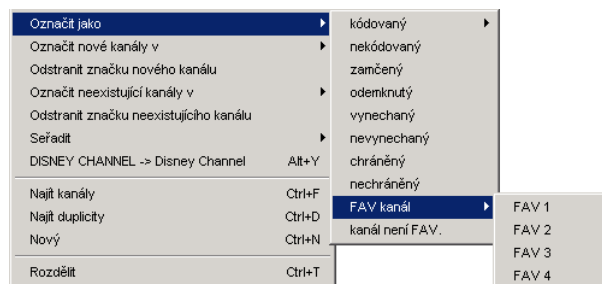 Označit jako
Označit nové kanály v
Odstranit značku nového kanálu
Označit neexistující kanály v
Odstranit značku neexistujícího kanálu
Seřadit
DISNEY CHANNEL -> Disney Channel Alt+Y
Najít kanály Ctrl+F
Najít duplicity Ctrl+D
Nový Ctrl+N
Rozdělit Ctrl+T
kódovaný
nekódovaný
zamčený
odemknutý
vynechaný
nevynechaný
chráněný
nechráněný
FAV kanál
kanál není FAV.
FAV 1
FAV 2
FAV 3
FAV 4